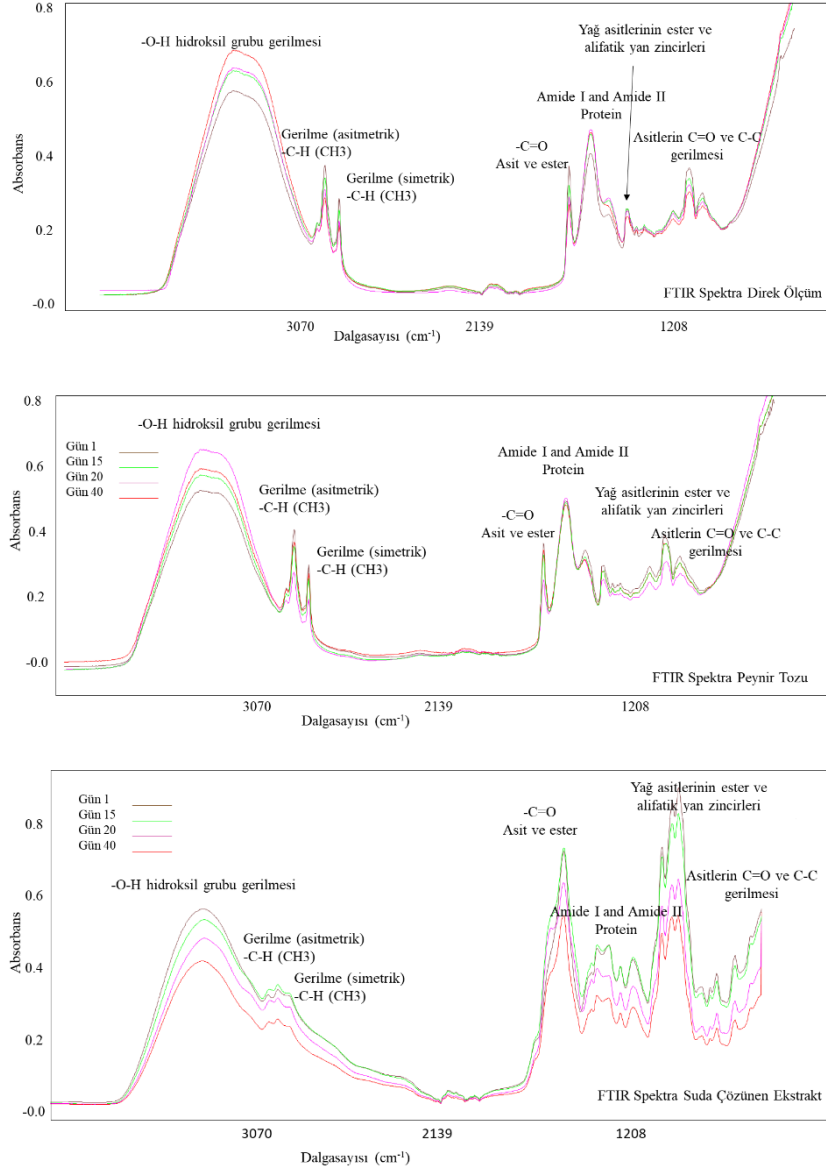 0.8
0.6
0.4
0.2
-0.0
Absorbans
-O-H hidroksil grubu gerilmesi
Gerilme (asitmetrik)
-C-H (CH3)
Gerilme (simetrik)
-C-H (CH3)
-C=O
Asit ve ester
Amide I and Amide II
Protein
Yağ asitlerinin ester ve
alifatik yan zincirleri
Asitlerin C=O ve C-C
gerilmesi
FTIR Spektra Direk Ölçüm
3070
2139
1208
Dalgasayısı (cm-1)
0.8
0.6
0.4
0.2
-0.0
Absorbans
-O-H hidroksil grubu gerilmesi
Gün 1
Gün 15
Gün 20
Gün 40
Gerilme (asitmetrik)
-C-H (CH3)
Gerilme (simetrik)
-C-H (CH3)
-C=O
Asit ve ester
Amide I and Amide II
Protein
Yağ asitlerinin ester ve
alifatik yan zincirleri
Asitlerin C=O ve C-C
gerilmesi
FTIR Spektra Peynir Tozu
3070
2139
1208
Dalgasayısı (cm-1)
0.8
0.6
0.4
0.2
-0.0
Absorbans
Gün 1
Gün 15
Gün 20
Gün 40
-O-H hidroksil grubu gerilmesi
Gerilme (asitmetrik)
-C-H (CH3)
Gerilme (simetrik)
-C-H (CH3)
-C=O
Asit ve ester
Amide I and Amide II
Protein
Yağ asitlerinin ester ve
alifatik yan zincirleri
Asitlerin C=O ve C-C
gerilmesi
FTIR Spektra Suda Çözünen Ekstrakt
3070
2139
1208
Dalgasayısı (cm-1)